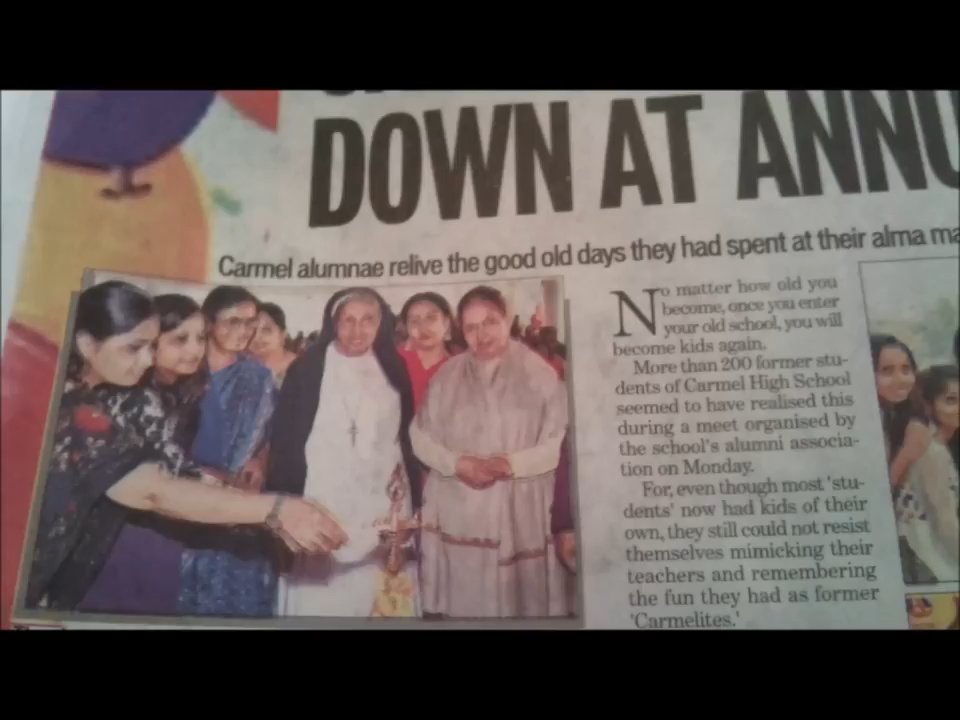 DOWN AT ANNU
Carmel alumnae relive the good old days they had spent at their alma ma
No matter how old you
become, once you enter
your old school, you will
become kids again.
More than 200 former stu-
dents of Carmel High School
seemed to have realised this
during a meet organised by
the school's alumni associa-
tion on Monday.
For, even though most 'stu-
dents' now had kids of their
own, they still could not resist
themselves mimicking their
teachers and remembering
the fun they had as former
'Carmelites.'